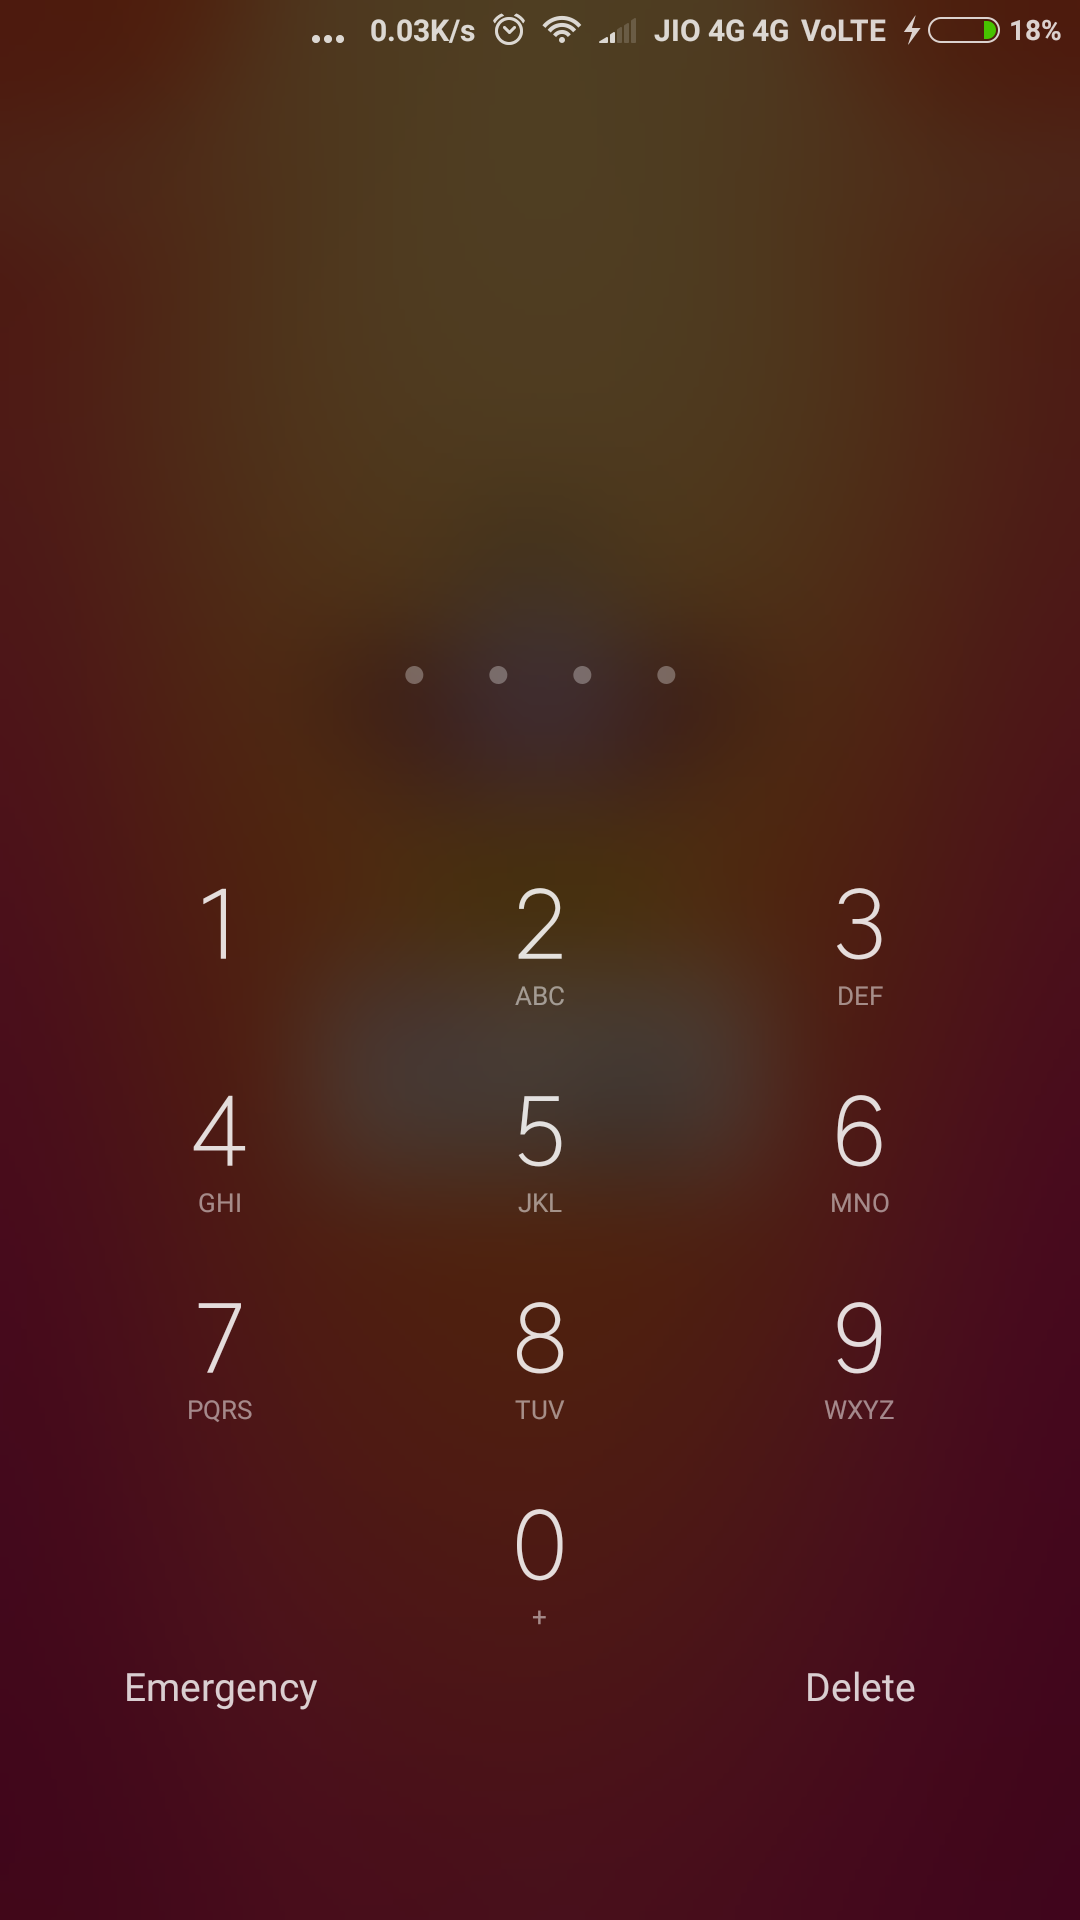 ... 0.03K/s JIO 4G 4G VoLTE 18%
1 2 3
ABC DEF
4 5 6
GHI JKL MNO
7 8 9
PQRS TUV WXYZ
0
+
Emergency Delete